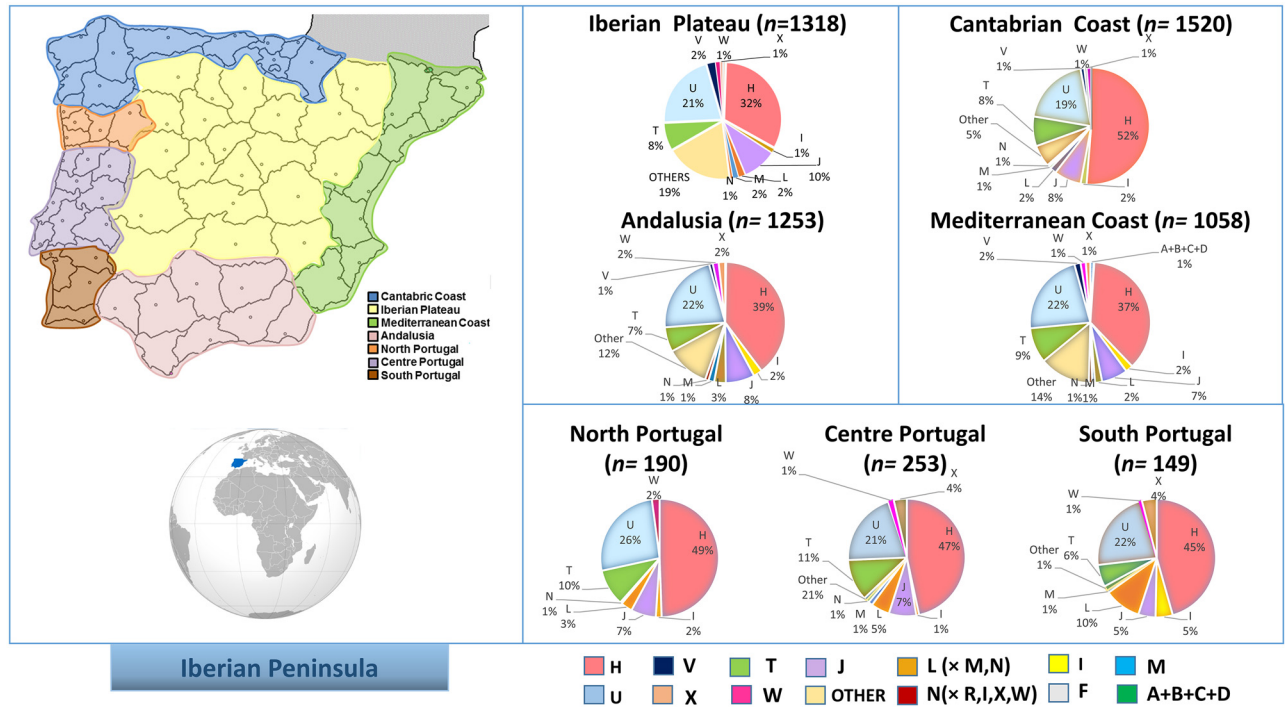 Cantabric Coast
Iberian Plateau
Mediterranean Coast
Andalusia
North Portugal
Centre Portugal
South Portugal
Iberian Peninsula
Iberian Plateau (n=1318)
V
2%
W
1%
X
1%
U
21%
H
32%
T
8%
I
1%
J
10%
OTHERS
19%
N
1%
M
2%
L
2%
Cantabrian Coast (n= 1520)
V
1%
W
1%
X
1%
U
19%
T
8%
H
52%
Other
5%
N
1%
M
1%
L
2%
J
8%
I
2%
Andalusia (n= 1253)
W
2%
X
2%
V
1%
U
22%
H
39%
T
7%
Other
12%
I
2%
N
1%
M
1%
L
3%
J
8%
Mediterranean Coast (n= 1058)
V
2%
W
1%
X
1%
A+B+C+D
1%
U
22%
H
37%
T
9%
I
2%
Other
14%
N
1%
M
1%
L
2%
J
7%
North Portugal
(n= 190)
W
2%
U
26%
H
49%
T
10%
N
1%
L
3%
J
7%
I
2%
Centre Portugal
(n= 253)
W
1%
X
4%
U
21%
H
47%
T
11%
Other
21%
J
7%
N
1%
M
1%
L
5%
I
1%
South Portugal
(n= 149)
X
4%
W
1%
U
22%
H
45%
Other
1%
T
6%
M
1%
L
10%
J
5%
I
5%
H
V
T
J
L (× M,N)
I
M
U
X
W
OTHER
N(× R,I,X,W)
F
A+B+C+D